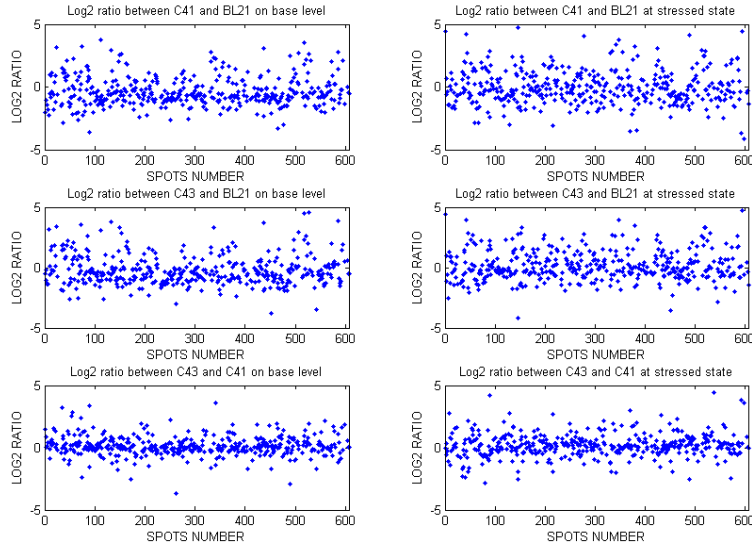 Log2 ratio between C41 and BL21 on base level
5
0
-5
LOG2 RATIO
0 100 200 300 400 500 600
SPOTS NUMBER
Log2 ratio between C41 and BL21 at stressed state
5
0
-5
LOG2 RATIO
0 100 200 300 400 500 600
SPOTS NUMBER
Log2 ratio between C43 and BL21 on base level
5
0
-5
LOG2 RATIO
0 100 200 300 400 500 600
SPOTS NUMBER
Log2 ratio between C43 and BL21 at stressed state
5
0
-5
LOG2 RATIO
0 100 200 300 400 500 600
SPOTS NUMBER
Log2 ratio between C43 and C41 on base level
5
0
-5
LOG2 RATIO
0 100 200 300 400 500 600
SPOTS NUMBER
Log2 ratio between C43 and C41 at stressed state
5
0
-5
LOG2 RATIO
0 100 200 300 400 500 600
SPOTS NUMBER